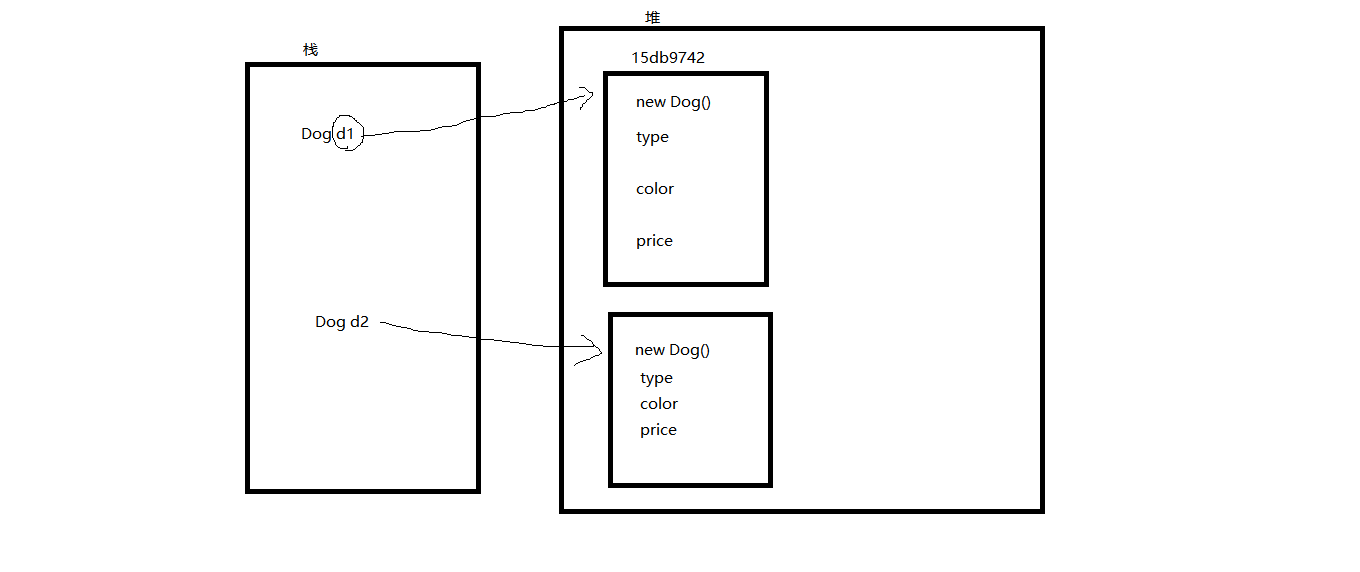 栈
Dog d1
Dog d2
堆
15db9742
new Dog()
type
color
price
new Dog()
type
color
price